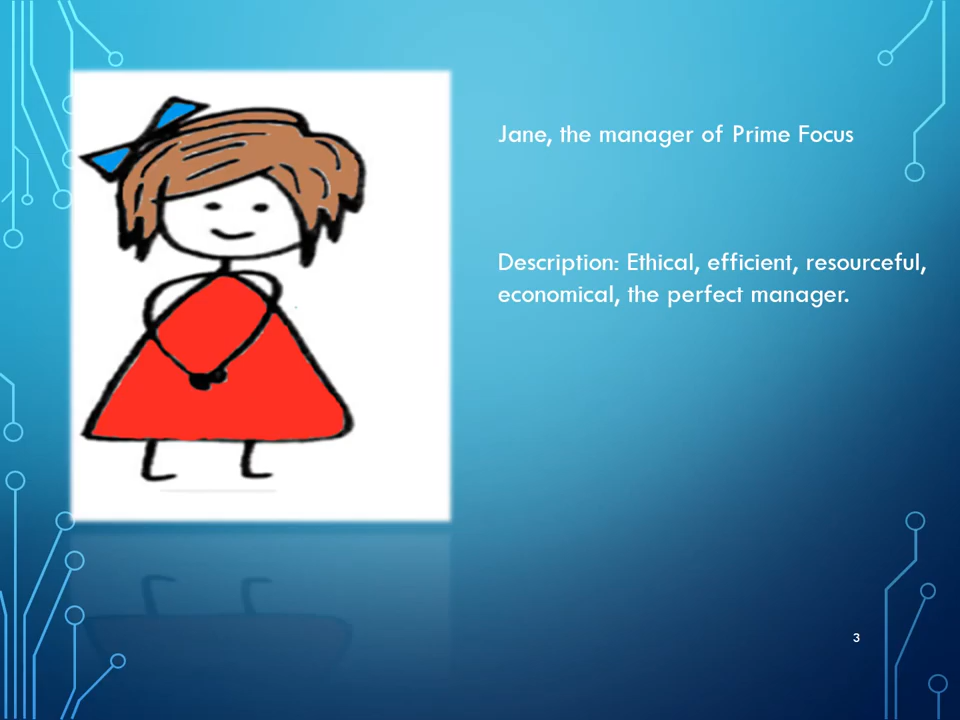 Jane, the manager of Prime Focus
Description: Ethical, efficient, resourceful,
economical, the perfect manager.
3